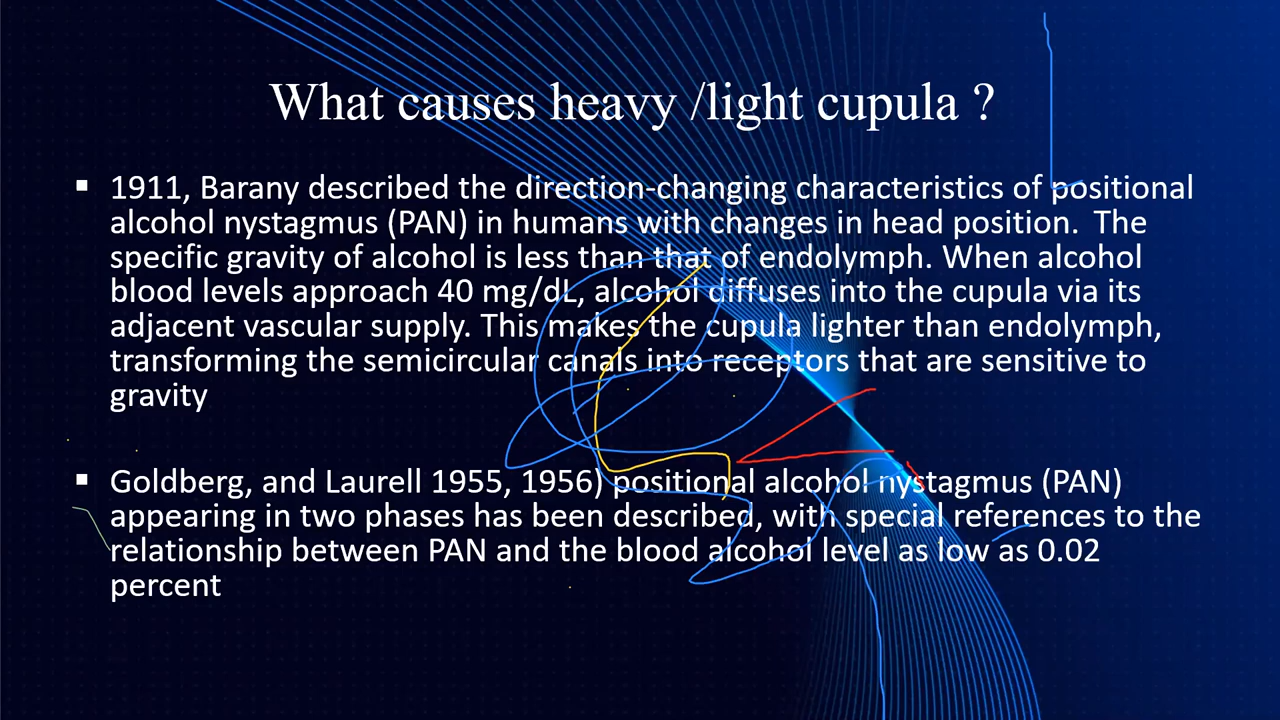 What causes heavy /light cupula ?
▪ 1911, Barany described the direction-changing characteristics of positional
alcohol nystagmus (PAN) in humans with changes in head position. The
specific gravity of alcohol is less than that of endolymph. When alcohol
blood levels approach 40 mg/dL, alcohol diffuses into the cupula via its
adjacent vascular supply. This makes the cupula lighter than endolymph,
transforming the semicircular canals into receptors that are sensitive to
gravity
▪ Goldberg, and Laurell 1955, 1956) positional alcohol nystagmus (PAN)
appearing in two phases has been described, with special references to the
relationship between PAN and the blood alcohol level as low as 0.02
percent